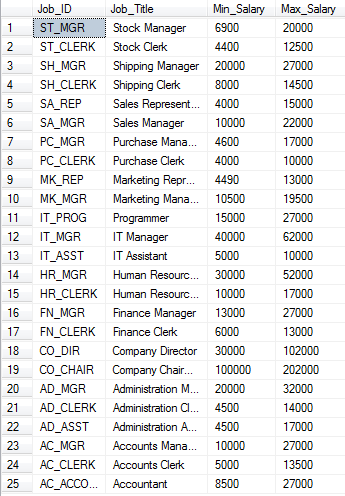 Job_ID Job_Title Min_Salary Max_Salary
1 ST_MGR Stock Manager 6900 20000
2 ST_CLERK Stock Clerk 4400 12500
3 SH_MGR Shipping Manager 20000 27000
4 SH_CLERK Shipping Clerk 8000 14500
5 SA_REP Sales Represent... 4000 15000
6 SA_MGR Sales Manager 10000 22000
7 PC_MGR Purchase Mana... 4600 17000
8 PC_CLERK Purchase Clerk 4000 10000
9 MK_REP Marketing Repr... 4490 13000
10 MK_MGR Marketing Mana... 10500 19500
11 IT_PROG Programmer 15000 27000
12 IT_MGR IT Manager 40000 62000
13 IT_ASST IT Assistant 5000 10000
14 HR_MGR Human Resourc... 30000 52000
15 HR_CLERK Human Resourc... 10000 17000
16 FN_MGR Finance Manager 13000 27000
17 FN_CLERK Finance Clerk 6000 13000
18 CO_DIR Company Director 30000 102000
19 CO_CHAIR Company Chair... 100000 202000
20 AD_MGR Administration M... 20000 32000
21 AD_CLERK Administration Cl... 4500 14000
22 AD_ASST Administration A... 4500 17000
23 AC_MGR Accounts Mana... 10000 27000
24 AC_CLERK Accounts Clerk 5000 13500
25 AC_ACCO... Accountant 8500 27000